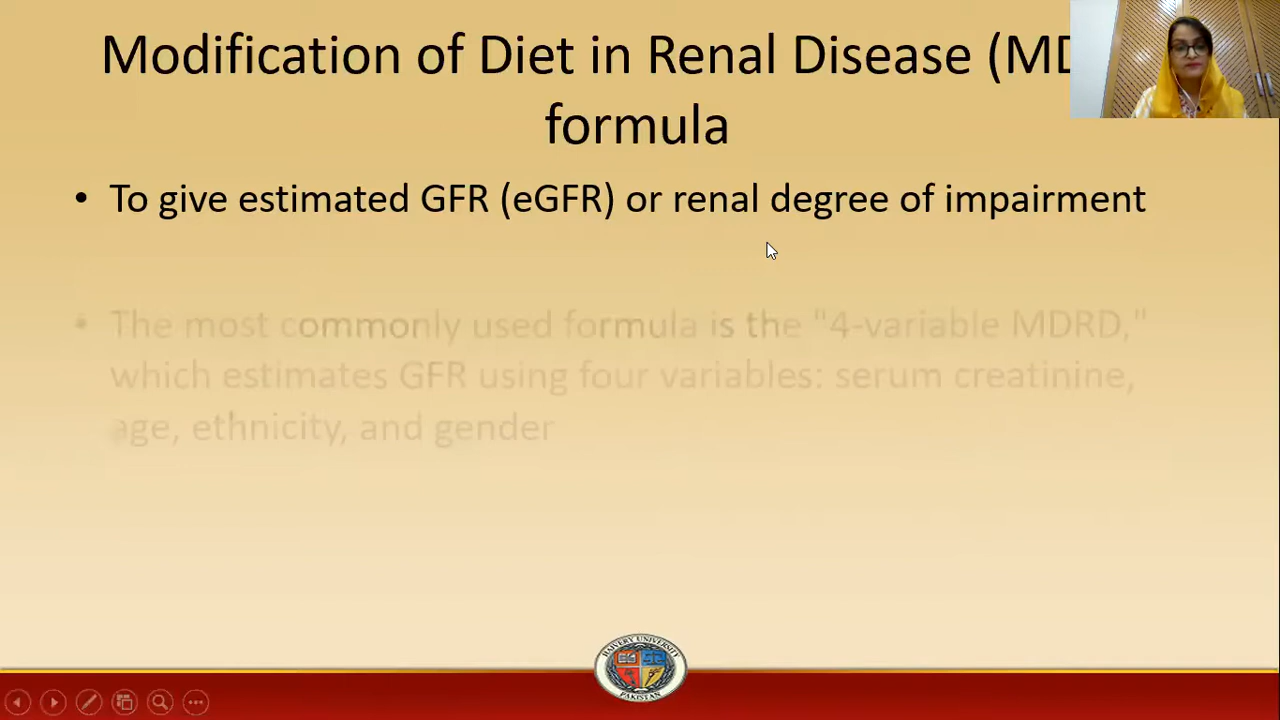 Modification of Diet in Renal Disease (MD
formula
• To give estimated GFR (eGFR) or renal degree of impairment
• The most commonly used formula is the "4-variable MDRD,"
which estimates GFR using four variables: serum creatinine,
age, ethnicity, and gender
UNIVERSITY
PAKISTAN